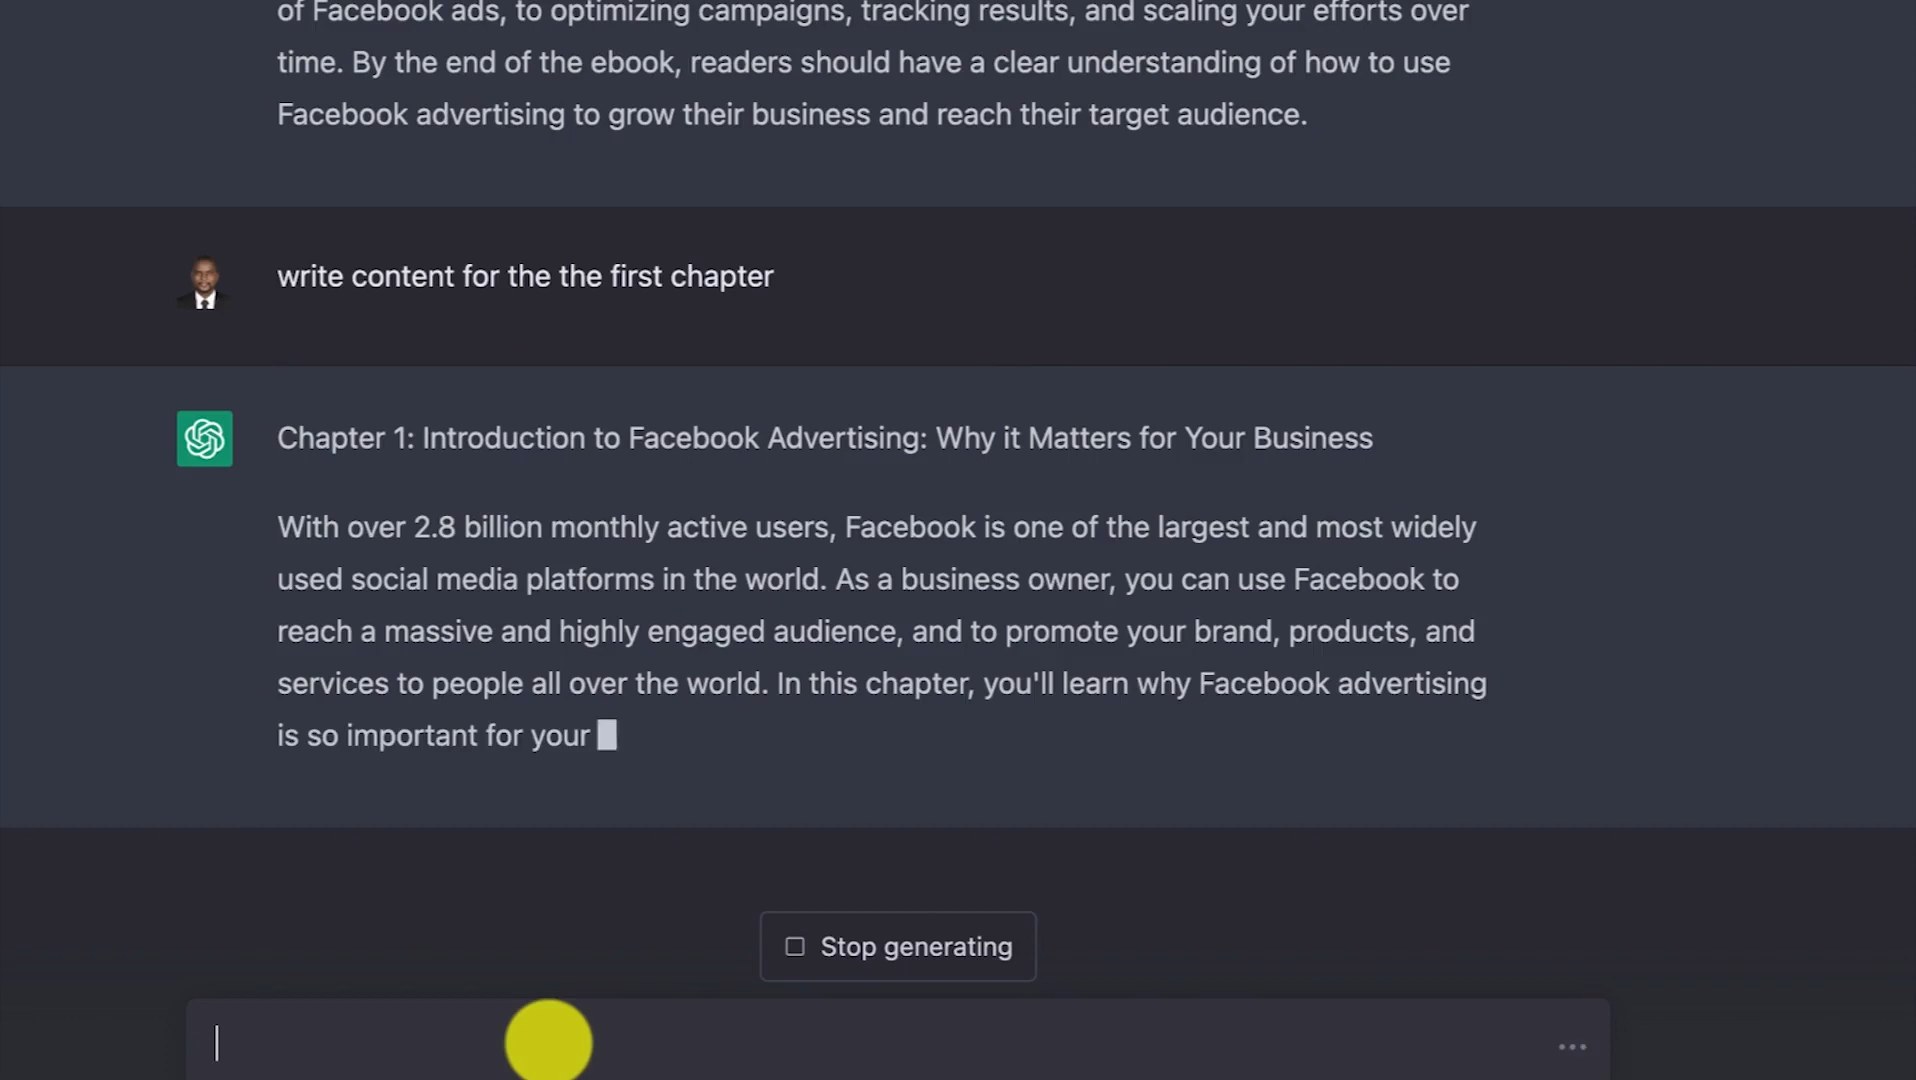 of Facebook ads, to optimizing campaigns, tracking results, and scaling your efforts over
time. By the end of the ebook, readers should have a clear understanding of how to use
Facebook advertising to grow their business and reach their target audience.
write content for the the first chapter
Chapter 1: Introduction to Facebook Advertising: Why it Matters for Your Business
With over 2.8 billion monthly active users, Facebook is one of the largest and most widely
used social media platforms in the world. As a business owner, you can use Facebook to
reach a massive and highly engaged audience, and to promote your brand, products, and
services to people all over the world. In this chapter, you'll learn why Facebook advertising
is so important for your
Stop generating